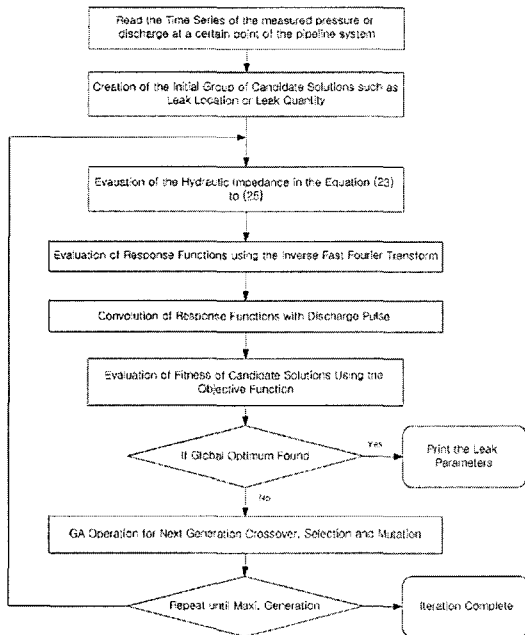 Read the Time Series of the measured pressure or
discharge at a certain point of the pipeline system
Creation of the Initial Group of Candidate Solutions such as
Leak Location or Leak Quantity
Evaustion of the Hydraulic Impedance in the Equation (23)
to (25)
Evaluation of Response Functions using the Inverse Fast Fourier Transform
Convolution of Response Functions with Discharge Pulse
Evaluation of Fitness of Candidate Solutions Using the
Objective Function
If Global Optimum Found
Yes
Print the Leak
Parameters
No
GA Operation for Next Generation Crossover, Selection and Mutation
Repeat until Maxi. Generation
Iteration Complete